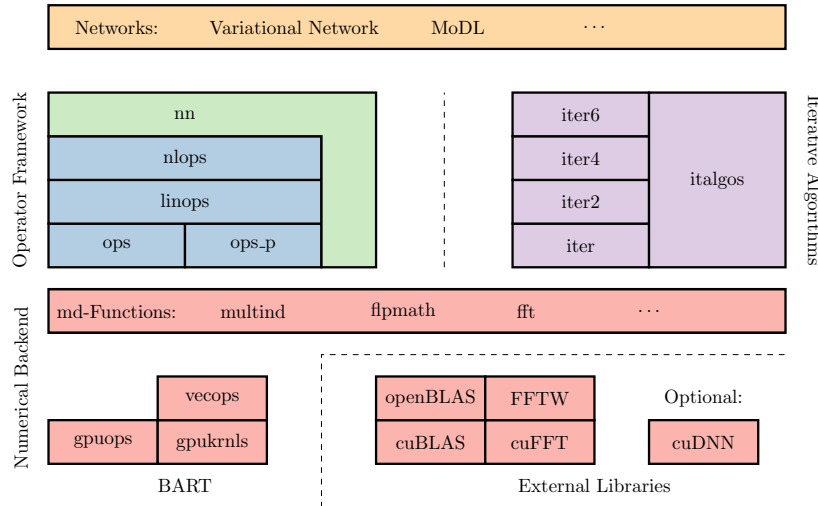 Networks: Variational Network MoDL ···
Operator Framework
nn
nlops
linops
ops ops_p
iter6
iter4
iter2
iter
italgos
Iterative Algorithms
Numerical Backend
md-Functions: multind flpmath fft ···
vecops
gpuops gpukrnls
BART
openBLAS FFTW
cuBLAS cuFFT
Optional:
cuDNN
External Libraries